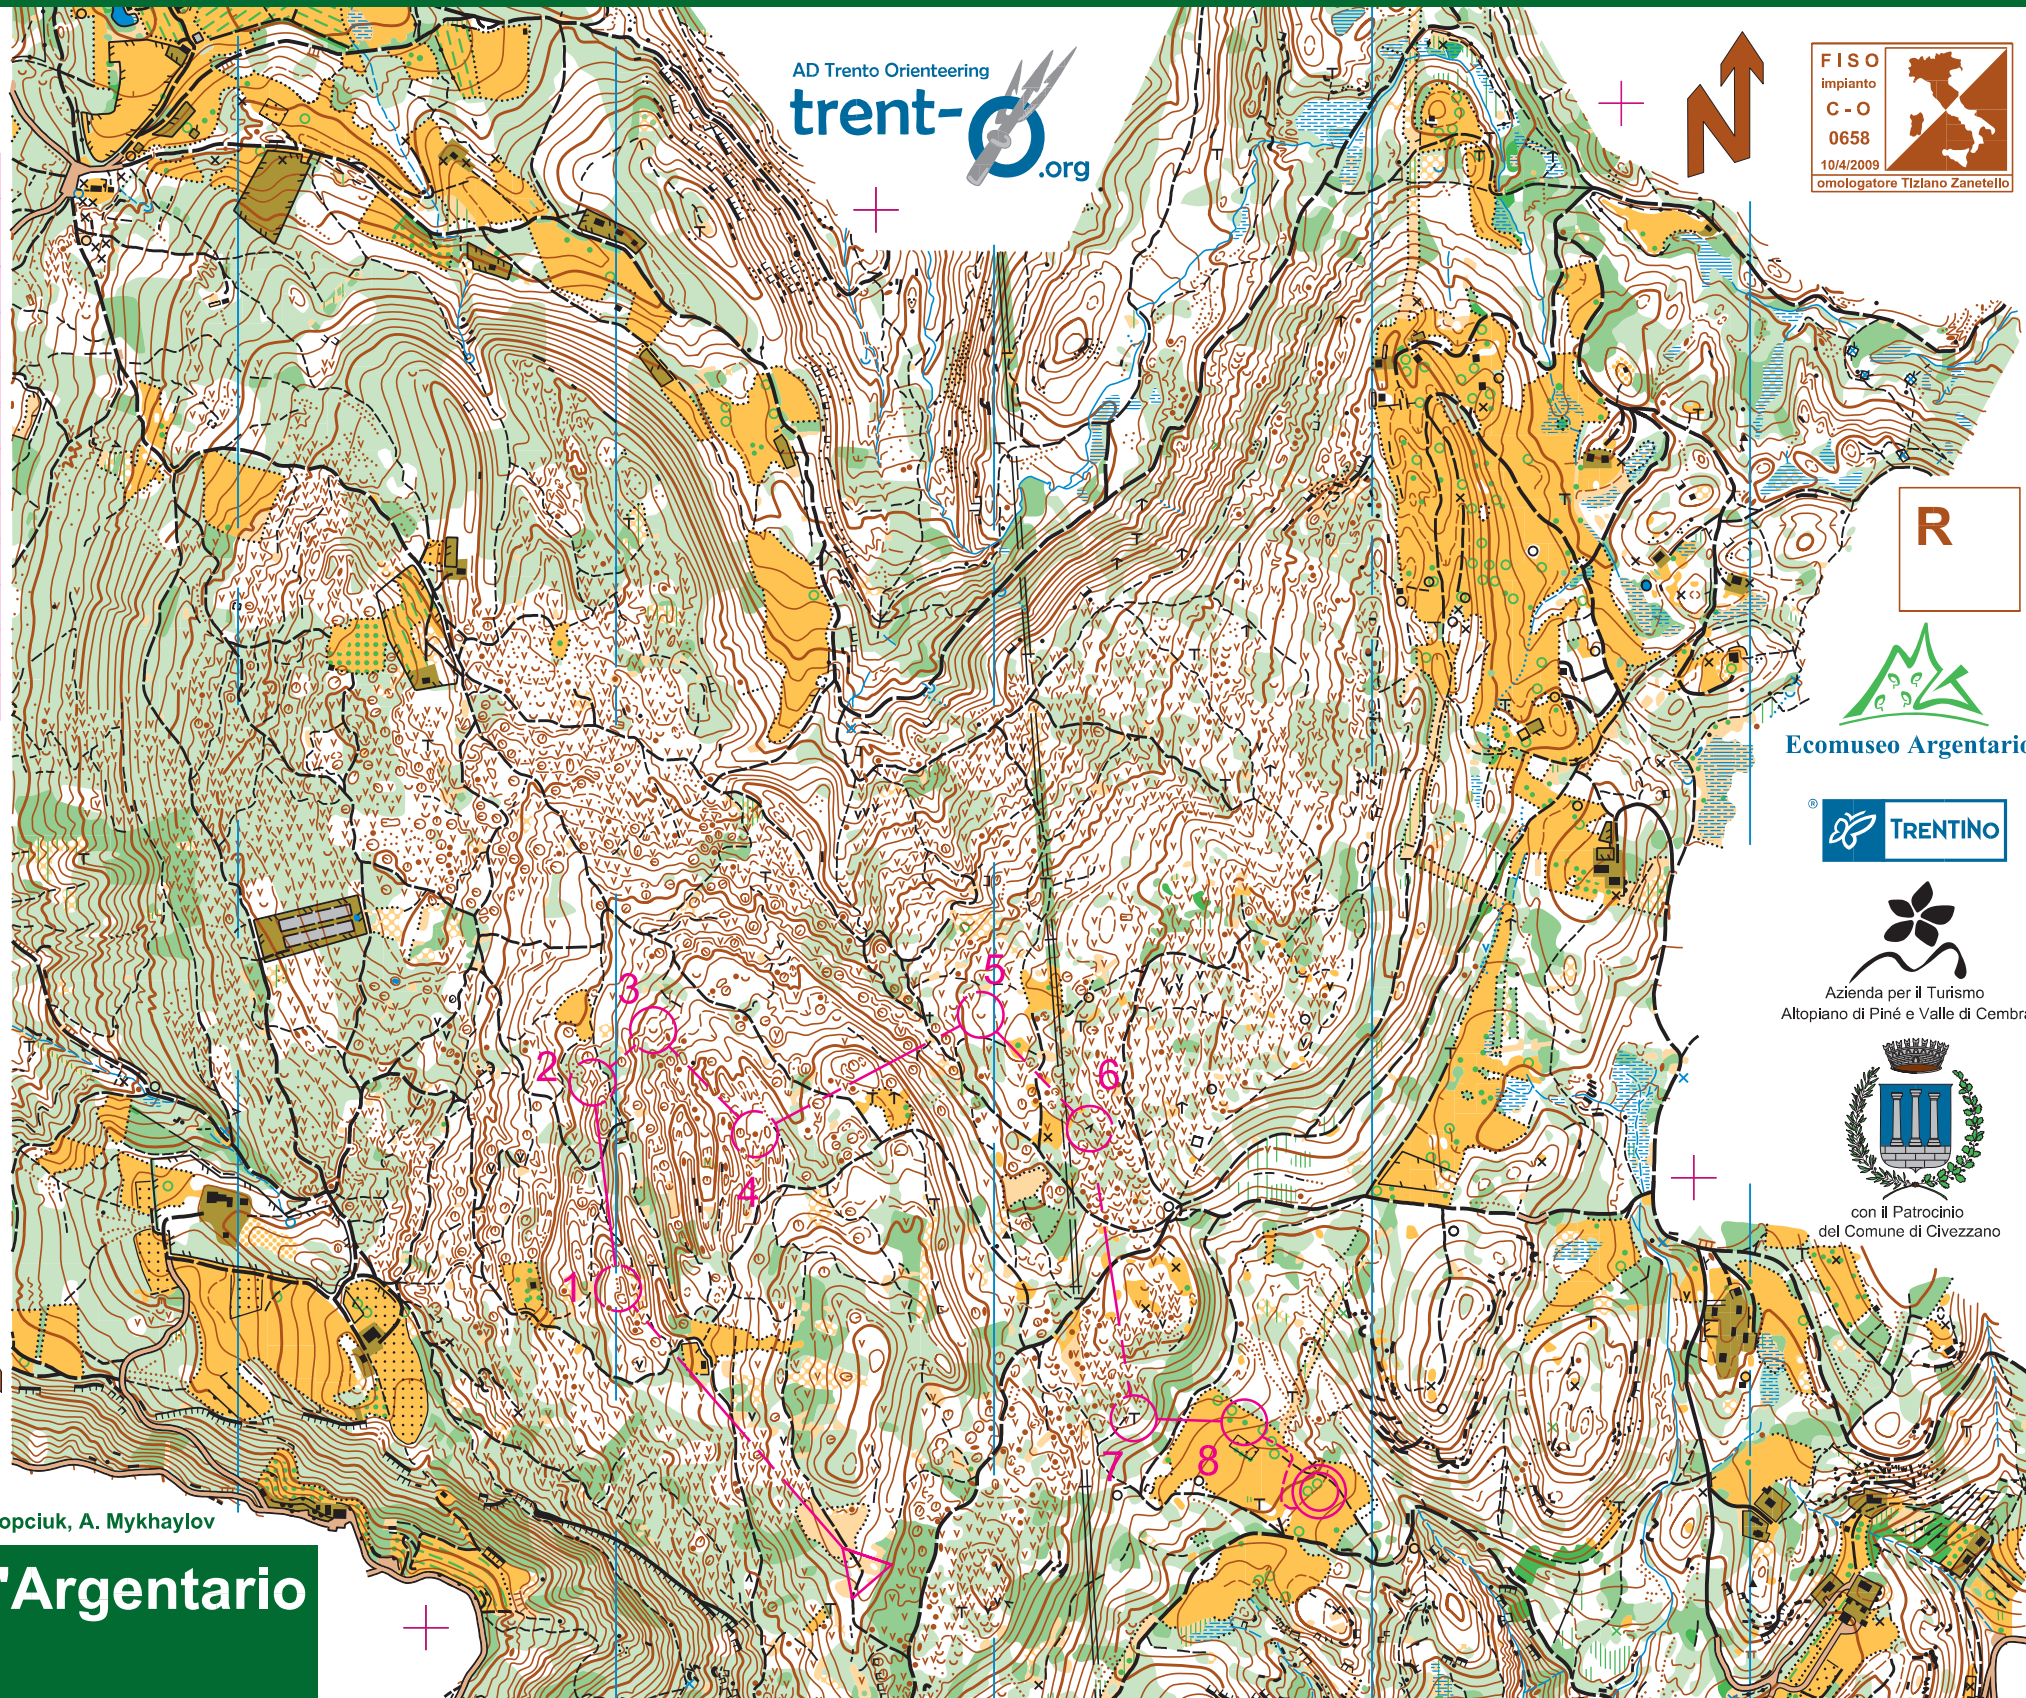 AD Trento Orienteering
trent-O
.org
FISO
impianto
C - O
0658
10/4/2009
omologatore TIziano Zanetello
R
Ecomuseo Argentario
® TRENTINO
Azienda per il Turismo
Altopiano di Piné e Valle di Cembra
con il Patrocinio
del Comune di Civezzano
5
3
2
6
4
1
7
8
opciuk, A. Mykhaylov
'Argentario